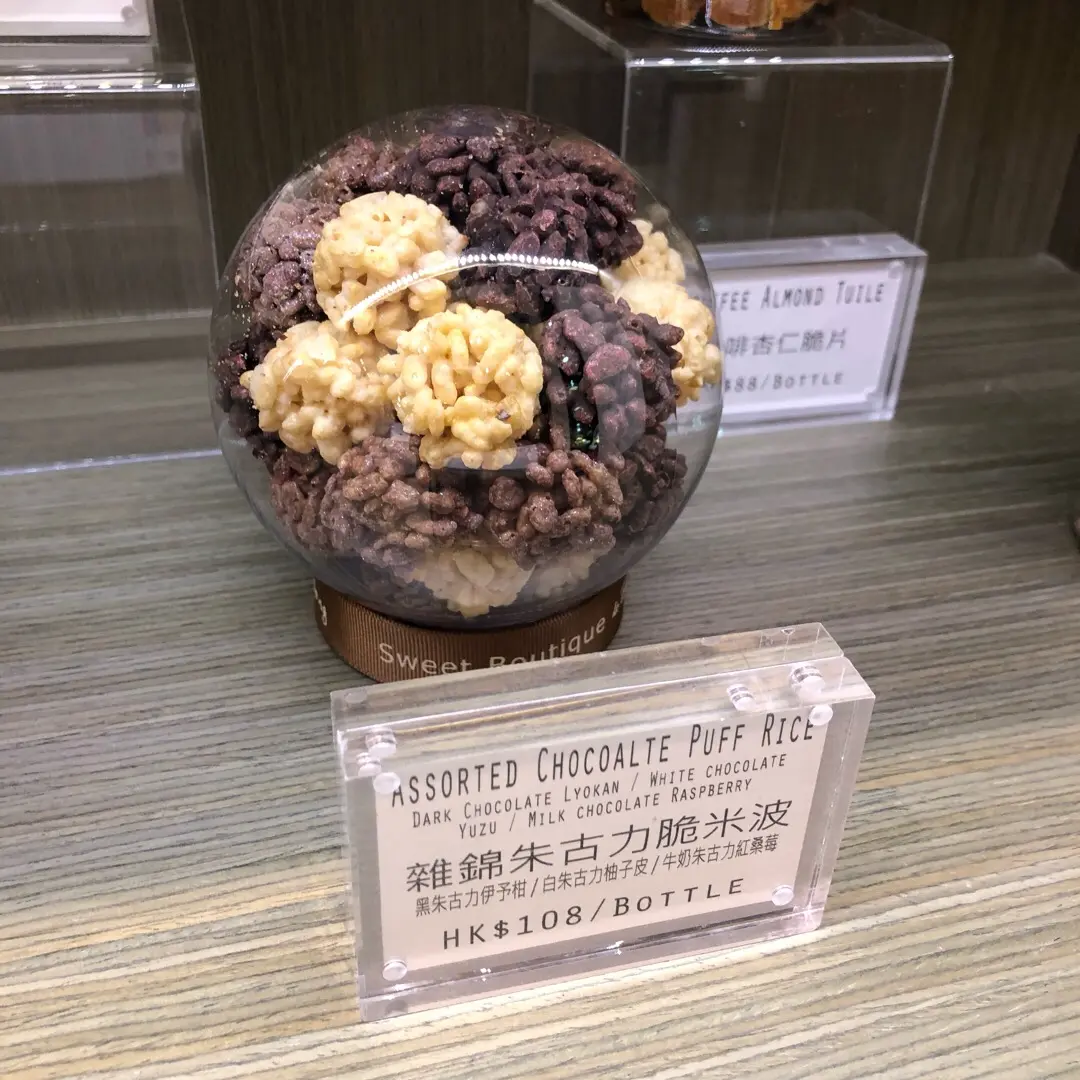 FEE ALMOND TUILE
啡杏仁脆片
$88/BOTTLE
Sweet Boutique
ASSORTED CHOCOALTE PUFF RICE
DARK CHOCOLATE LYOKAN / WHITE CHOCOLATE
YUZU / MILK CHOCOLATE RASPBERRY
雜錦朱古力脆米波
黑朱古力伊予柑/白朱古力柚子皮/牛奶朱古力紅桑莓
HK$108/BOTTLE